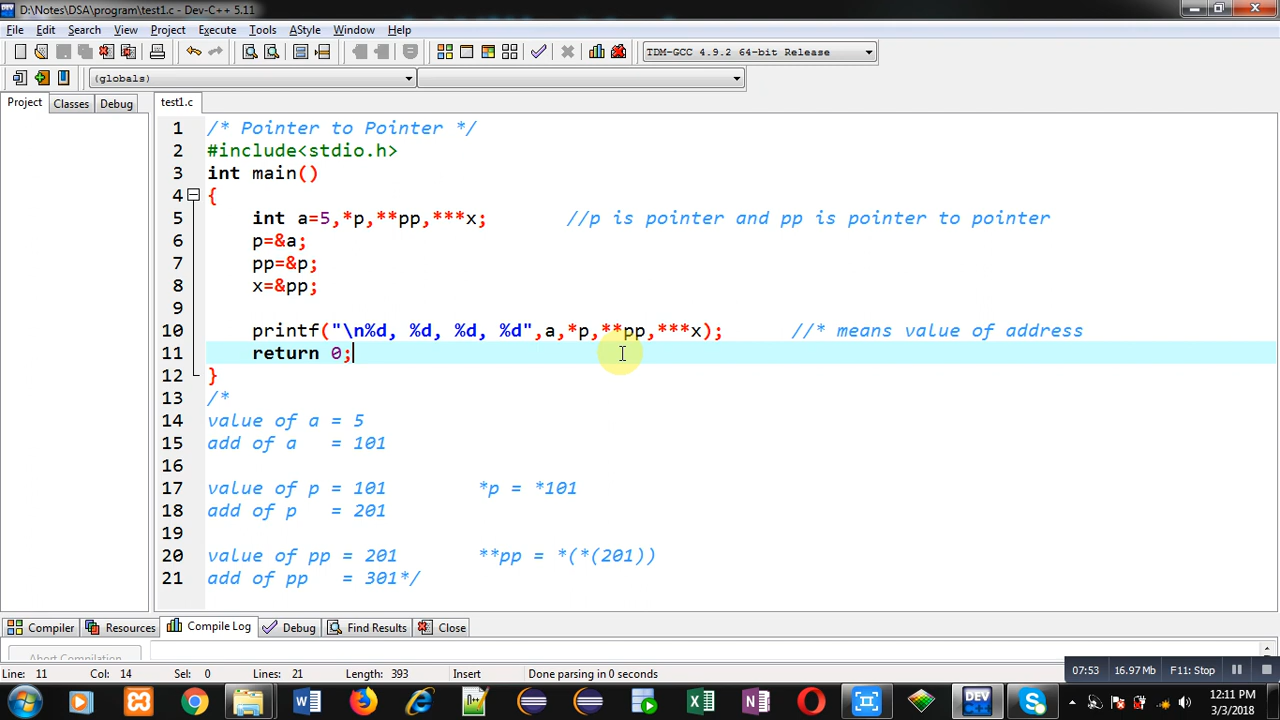 D:\Notes\DSA\program\test1.c - Dev-C++ 5.11
File Edit Search View Project Execute Tools AStyle Window Help
TDM-GCC 4.9.2 64-bit Release
(globals)
Project Classes Debug test1.c
1 /* Pointer to Pointer */
2 #include<stdio.h>
3 int main()
4 {
5 int a=5,*p,**pp,***x; //p is pointer and pp is pointer to pointer
6 p=&a;
7 pp=&p;
8 x=&pp;
9
10 printf("\n%d, %d, %d, %d",a,*p,**pp,***x); //* means value of address
11 return 0;
12 }
13 /*
14 value of a = 5
15 add of a = 101
16
17 value of p = 101 *p = *101
18 add of p = 201
19
20 value of pp = 201 **pp = *(*(201))
21 add of pp = 301*/
Compiler Resources Compile Log Debug Find Results Close
Abort Compilation
Line: 11 Col: 14 Sel: 0 Lines: 21 Length: 393 Insert Done parsing in 0 seconds
07:53 16.97 Mb F11: Stop
DEV
12:11 PM
3/3/2018